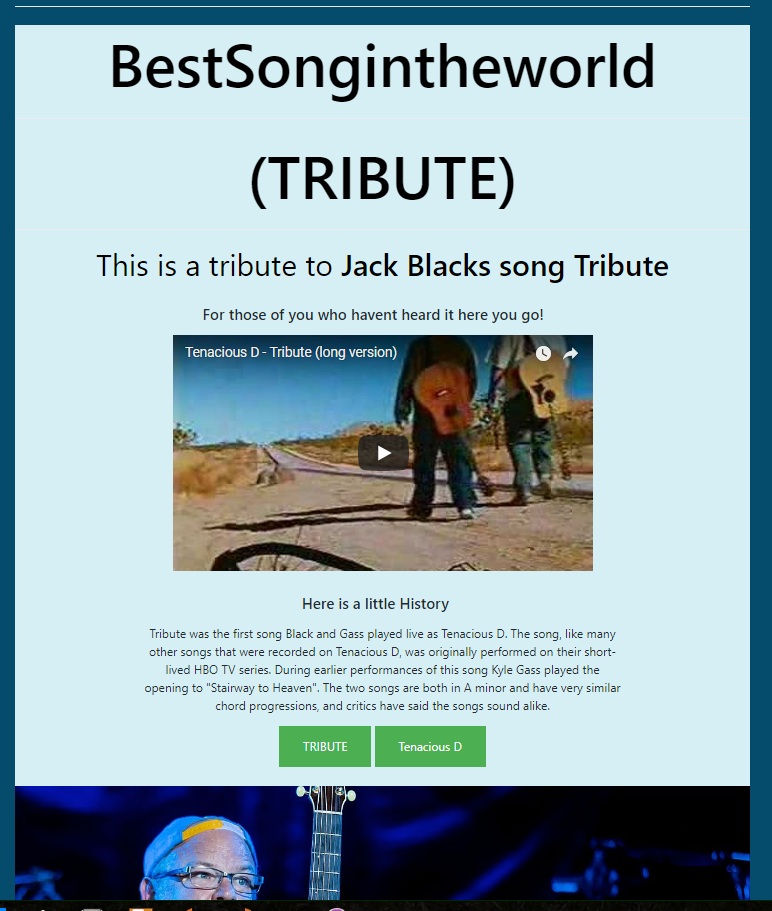 BestSongintheworld
(TRIBUTE)
This is a tribute to Jack Blacks song Tribute
For those of you who havent heard it here you go!
Tenacious D - Tribute (long version)
Here is a little History
Tribute was the first song Black and Gass played live as Tenacious D. The song, like many
other songs that were recorded on Tenacious D, was originally performed on their short-
lived HBO TV series. During earlier performances of this song Kyle Gass played the
opening to "Stairway to Heaven". The two songs are both in A minor and have very similar
chord progressions, and critics have said the songs sound alike.
TRIBUTE
Tenacious D